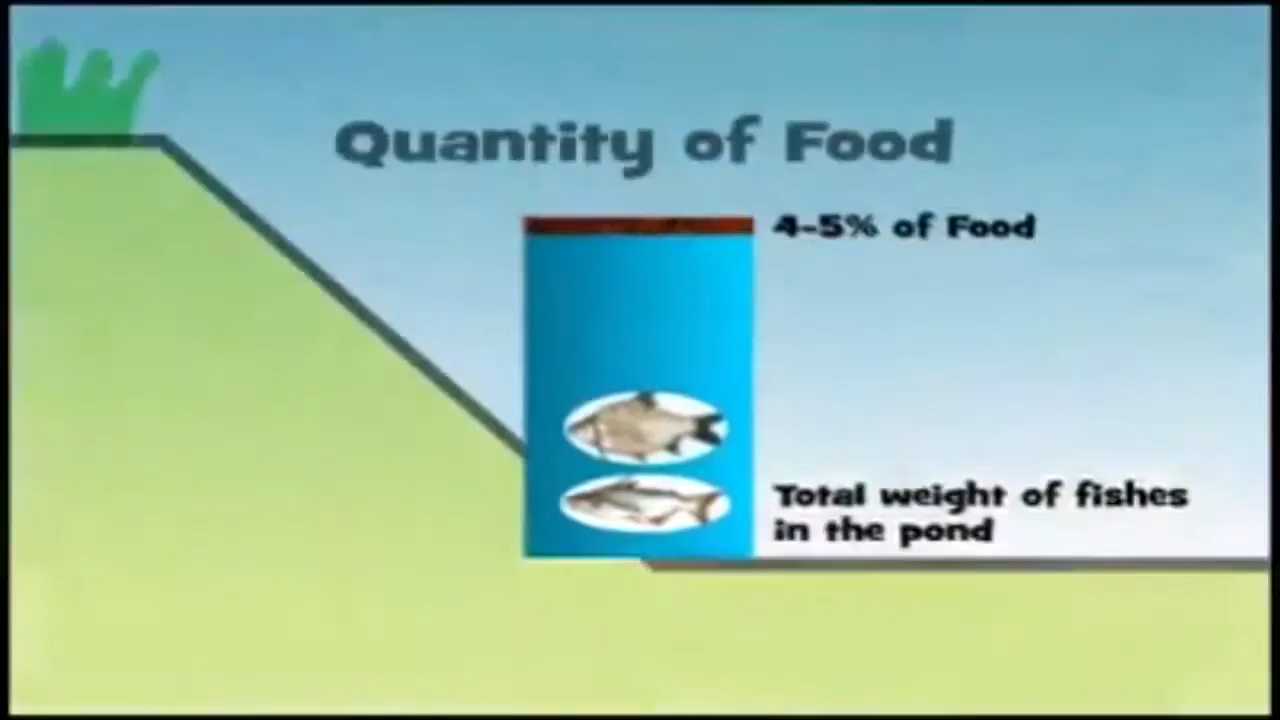 Quantity of Food
4-5% of Food
Total weight of fishes
in the pond